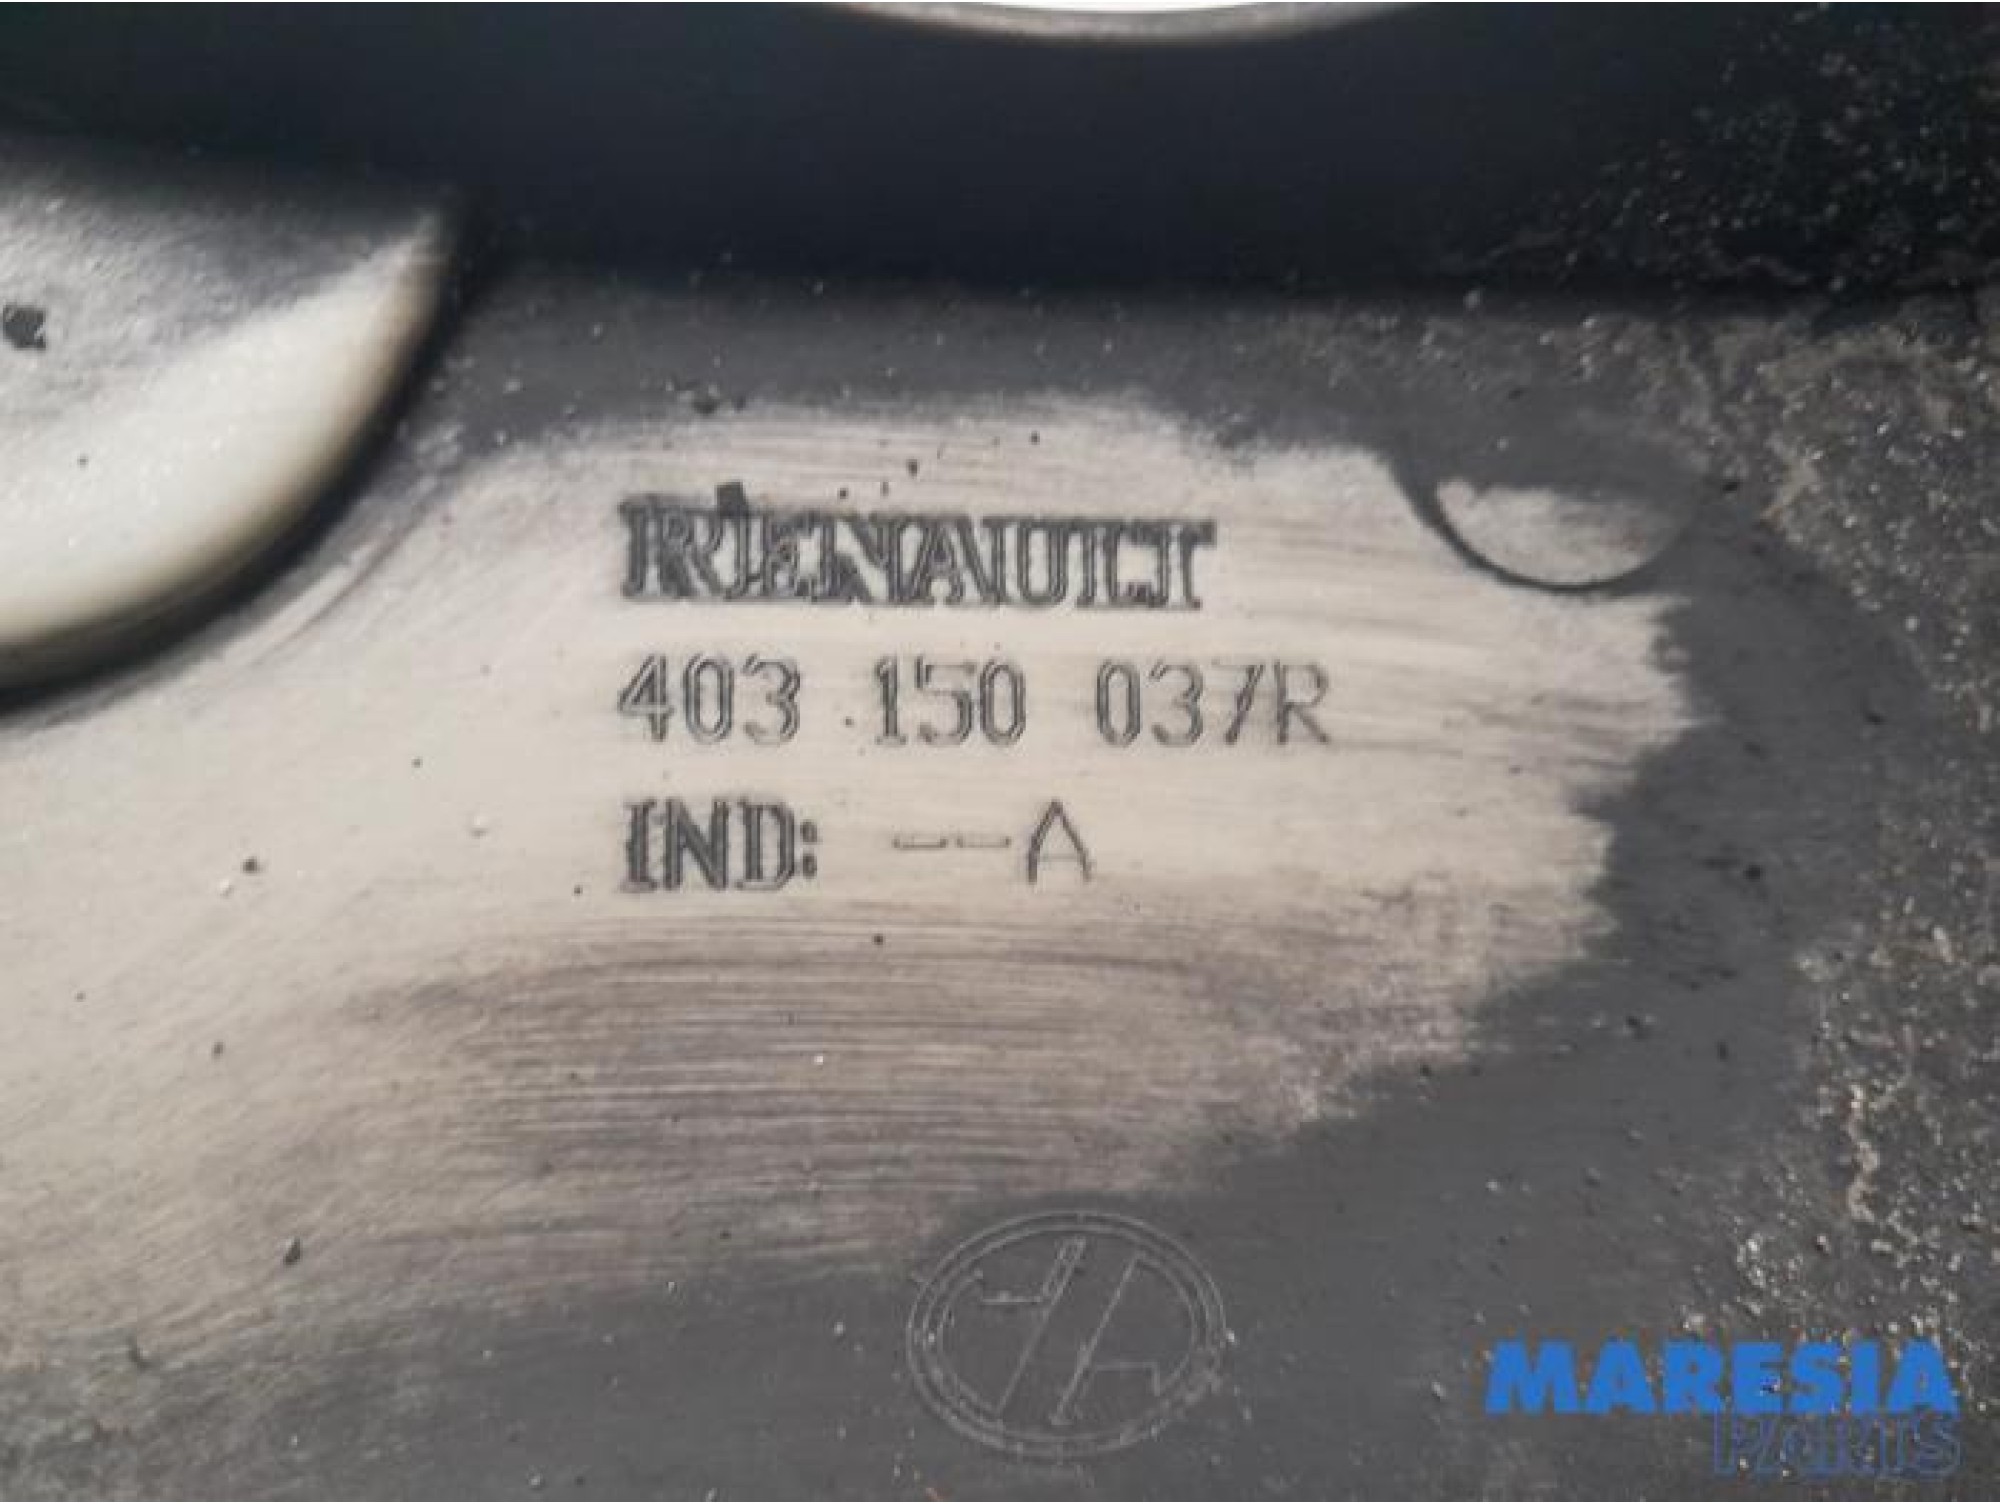 RENAULT
403 150 037R
IND: --A
MARESIA
PARTS